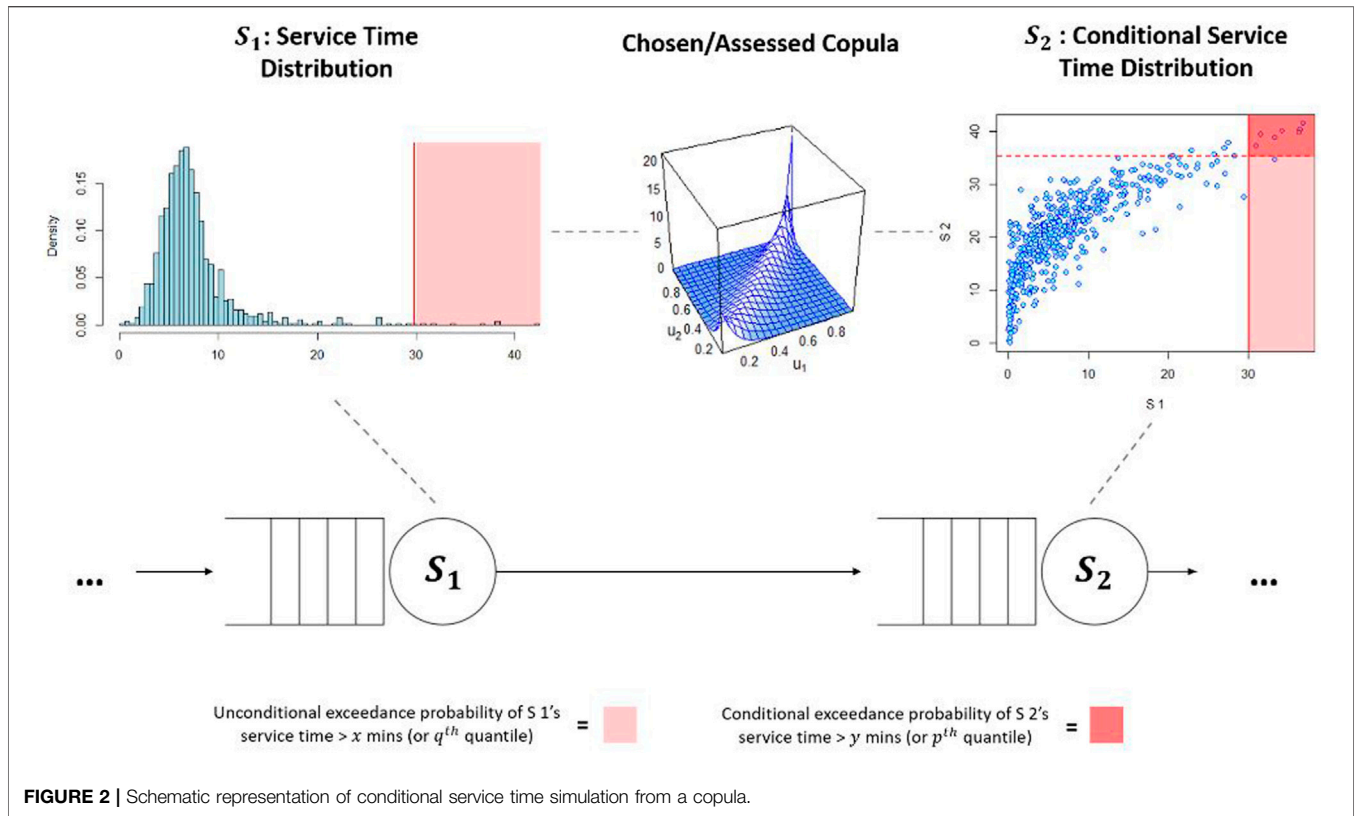 S₁: Service Time
Distribution
Chosen/Assessed Copula
S₂ : Conditional Service
Time Distribution
Density
0.00
0.05
0.10
0.15
0
10
20
30
40
20
15
10
5
0
0.8
0.6
0.4
0.2
u₂
0.2
0.4
0.6
0.8
u₁
S 2
40
30
20
10
0
0
10
20
30
S 1
...
S₁
S₂
...
Unconditional exceedance probability of S 1's
service time > x mins (or qᵗʰ quantile)
=
Conditional exceedance probability of S 2's
service time > y mins (or pᵗʰ quantile)
=
FIGURE 2 | Schematic representation of conditional service time simulation from a copula.